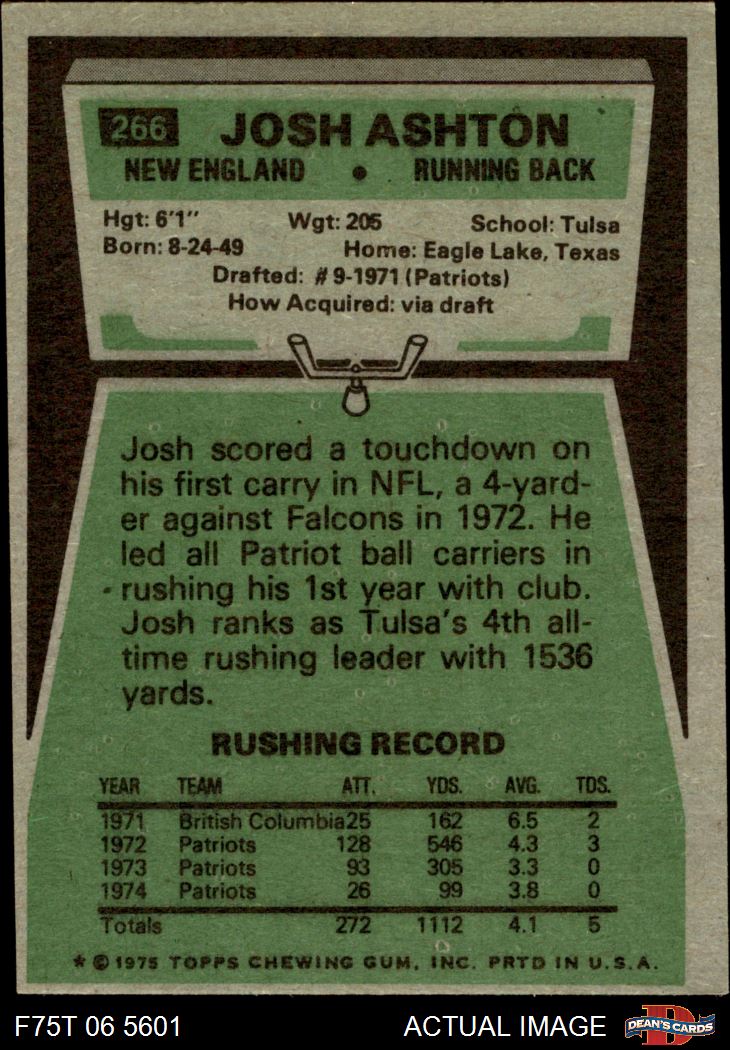 266 JOSH ASHTON
NEW ENGLAND • RUNNING BACK
Hgt: 6'1" Wgt: 205 School: Tulsa
Born: 8-24-49 Home: Eagle Lake, Texas
Drafted: #9-1971 (Patriots)
How Acquired: via draft
Josh scored a touchdown on
his first carry in NFL, a 4-yard-
er against Falcons in 1972. He
led all Patriot ball carriers in
rushing his 1st year with club.
Josh ranks as Tulsa's 4th all-
time rushing leader with 1536
yards.
RUSHING RECORD
YEAR TEAM ATT. YDS. AVG. TDS.
1971 British Columbia 25 162 6.5 2
1972 Patriots 128 546 4.3 3
1973 Patriots 93 305 3.3 0
1974 Patriots 26 99 3.8 0
Totals 272 1112 4.1 5
* © 1975 TOPPS CHEWING GUM, INC. PRTD IN U.S.A.
F75T 06 5601 ACTUAL IMAGE D DEAN'S CARDS